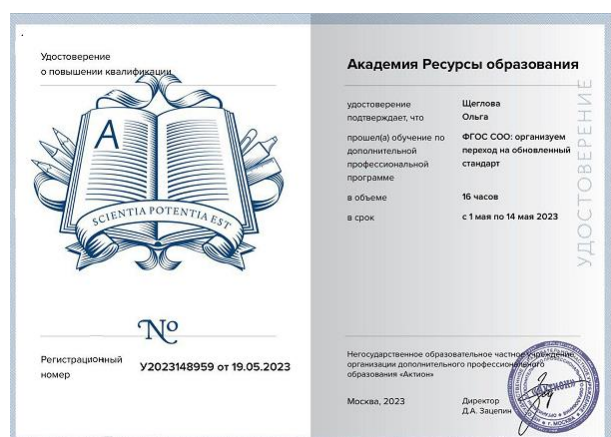 Удостоверение
о повышении квалификации
A
SCIENTIA POTENTIA EST
№
Регистрационный
номер
У2023148959 от 19.05.2023
Академия Ресурсы образования
удостоверение
подтверждает, что
Щеглова
Ольга
прошел(а) обучение по
дополнительной
профессиональной
программе
ФГОС СОО: организуем
переход на обновленный
стандарт
в объеме
16 часов
в срок
с 1 мая по 14 мая 2023
УДОСТОВЕРЕНИЕ
Негосударственное образовательное частное учреждение
организации дополнительного профессионального
образования «Актион»
Москва, 2023
Директор
Д.А. Зацепин
«АКТИОН»
г. МОСКВА